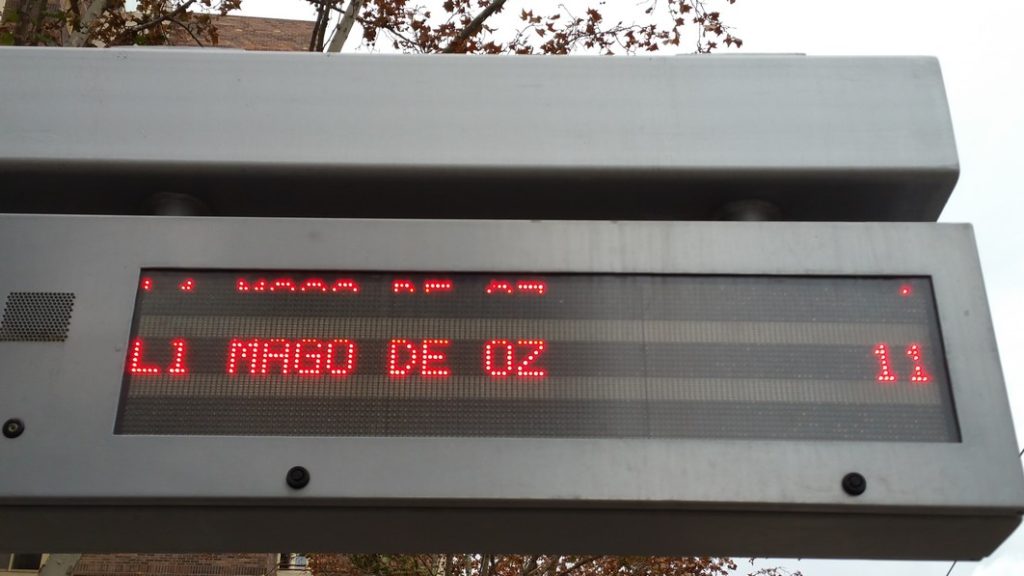 L1 MAGO DE OZ 11